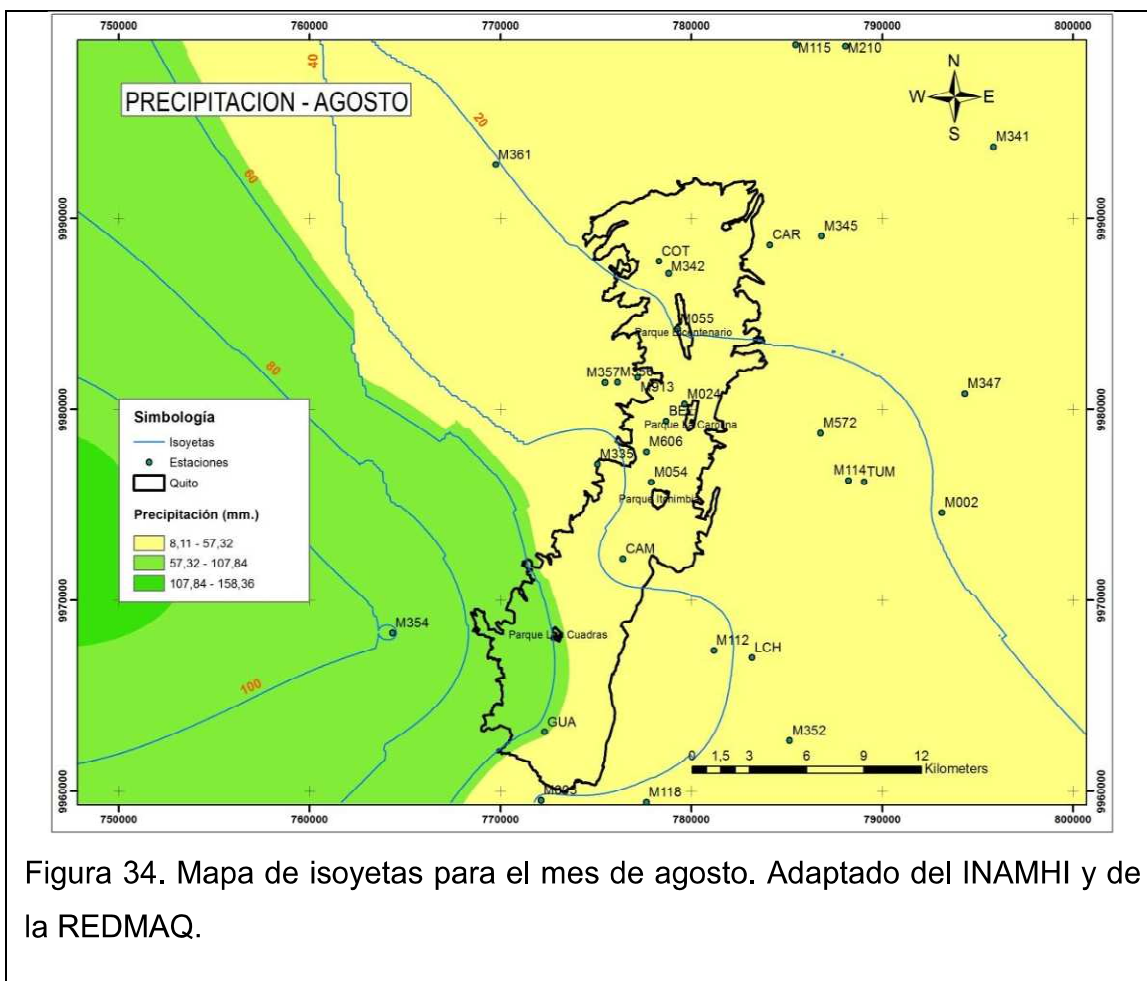 750000 760000 770000 780000 790000 800000
PRECIPITACION - AGOSTO
N
W E
S
40
20
60
80
100
M115 M210
M341
M361
M345
CAR
COT
M342
M055
Parque Bicentenario
M357
M913
M347
M024
BEL
Parque La Carolina
M572
M606
M335
M054
M114 TUM
Parque Itchimbia
M002
CAM
M354
Parque Las Cuadras
M112 LCH
GUA
M352
M118
Simbología
Isoyetas
Estaciones
Quito
Precipitación (mm.)
8,11 - 57,32
57,32 - 107,84
107,84 - 158,36
0 1,5 3 6 9 12
Kilometers
9990000 9990000
9980000 9980000
9970000 9970000
9960000 9960000
750000 760000 770000 780000 790000 800000
Figura 34. Mapa de isoyetas para el mes de agosto. Adaptado del INAMHI y de
la REDMAQ.